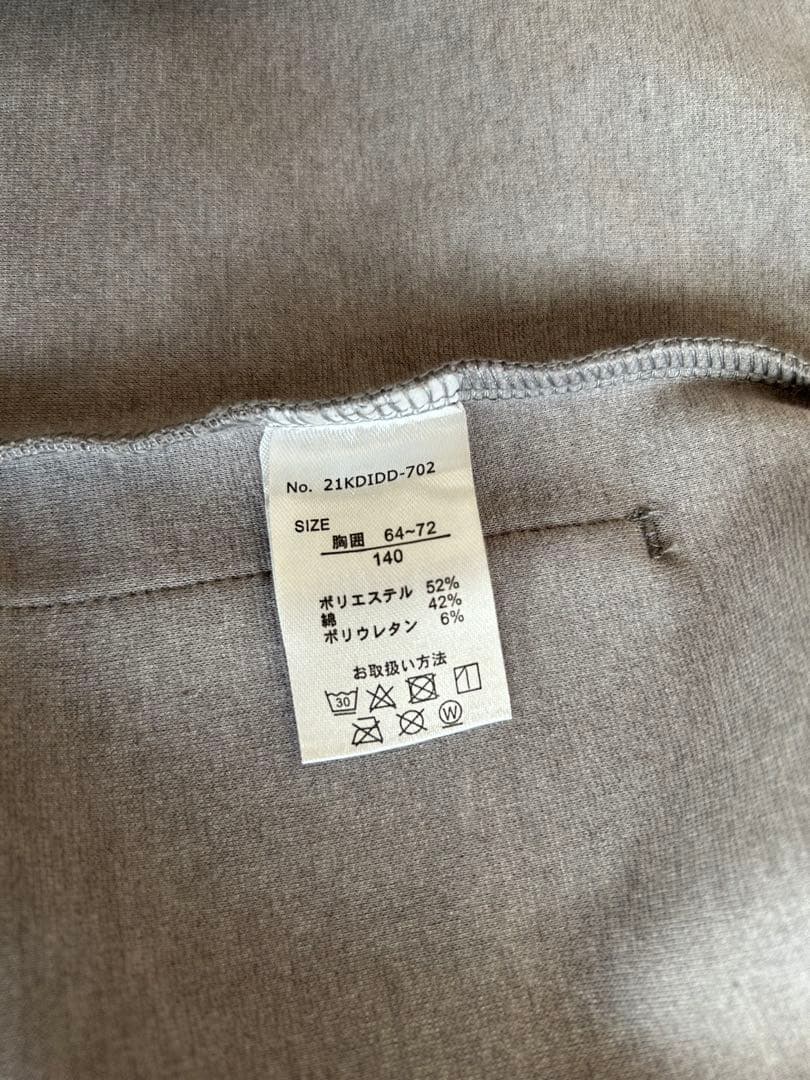 No. 21KDIDD-702
SIZE
胸囲 64~72
140
ポリエステル 52%
綿 42%
ポリウレタン 6%
お取扱い方法
30
W